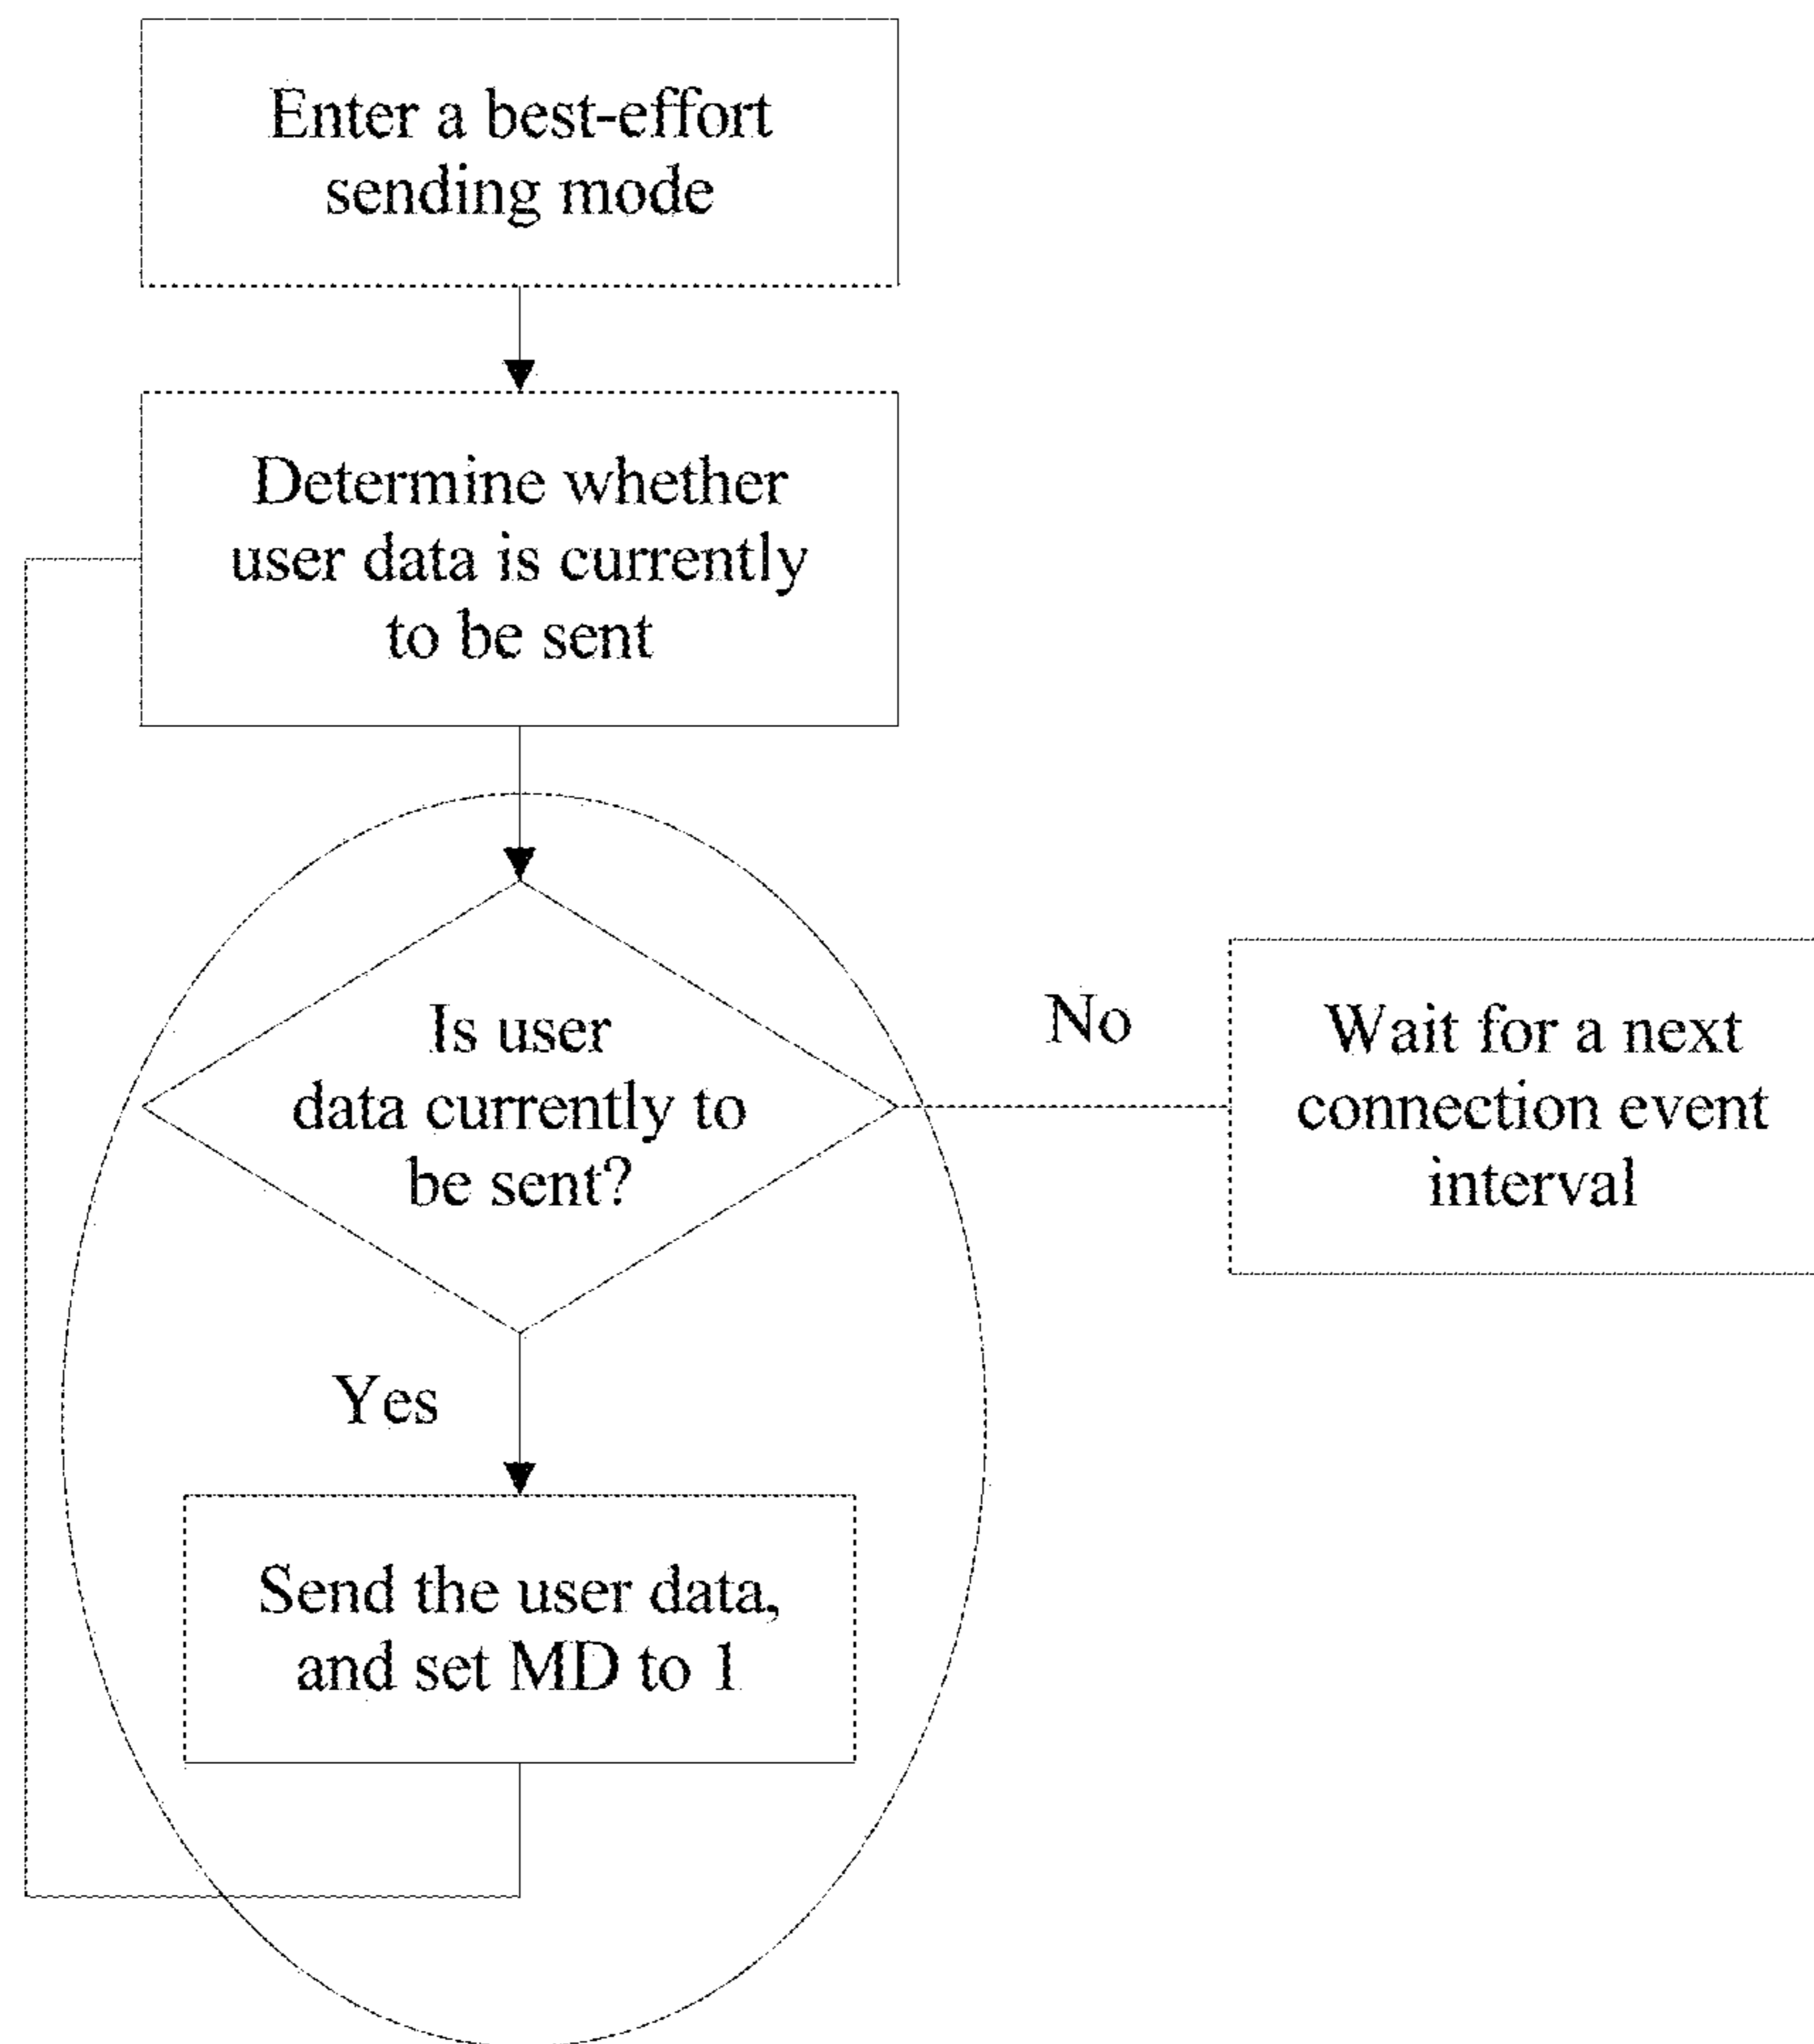 Enter a best-effort
sending mode
Determine whether
user data is currently
to be sent
Is user
data currently to
be sent?
No
Wait for a next
connection event
interval
Yes
Send the user data,
and set MD to 1